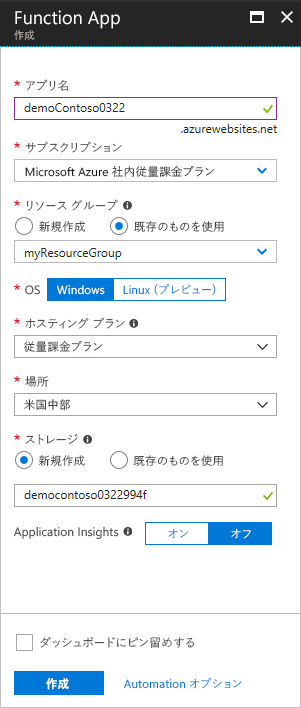 Function App
作成
* アプリ名
demoContoso0322
.azurewebsites.net
* サブスクリプション
Microsoft Azure 社内従量課金プラン
* リソース グループ
新規作成 既存のものを使用
myResourceGroup
* OS Windows Linux (プレビュー)
* ホスティング プラン
従量課金プラン
* 場所
米国中部
* ストレージ
新規作成 既存のものを使用
democontoso0322994f
Application Insights オン オフ
ダッシュボードにピン留めする
作成 Automation オプション